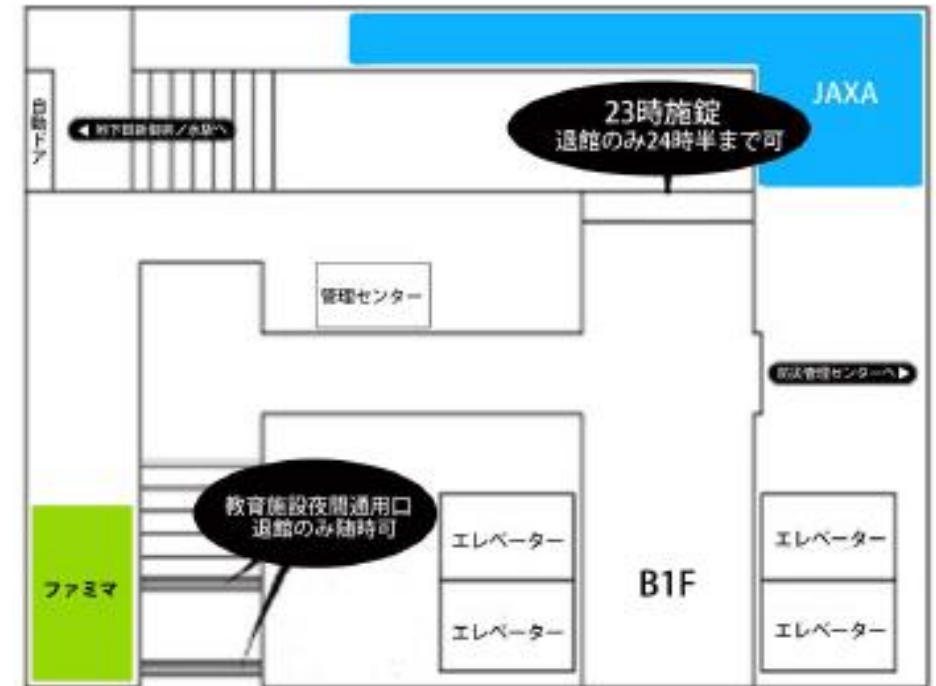 JAXA
自動ドア
23時施錠
退館のみ24時半まで可
管理センター
防災管理センターへ▶
教育施設夜間通用口
退館のみ随時可
ファミマ
エレベーター
エレベーター
B1F
エレベーター
エレベーター